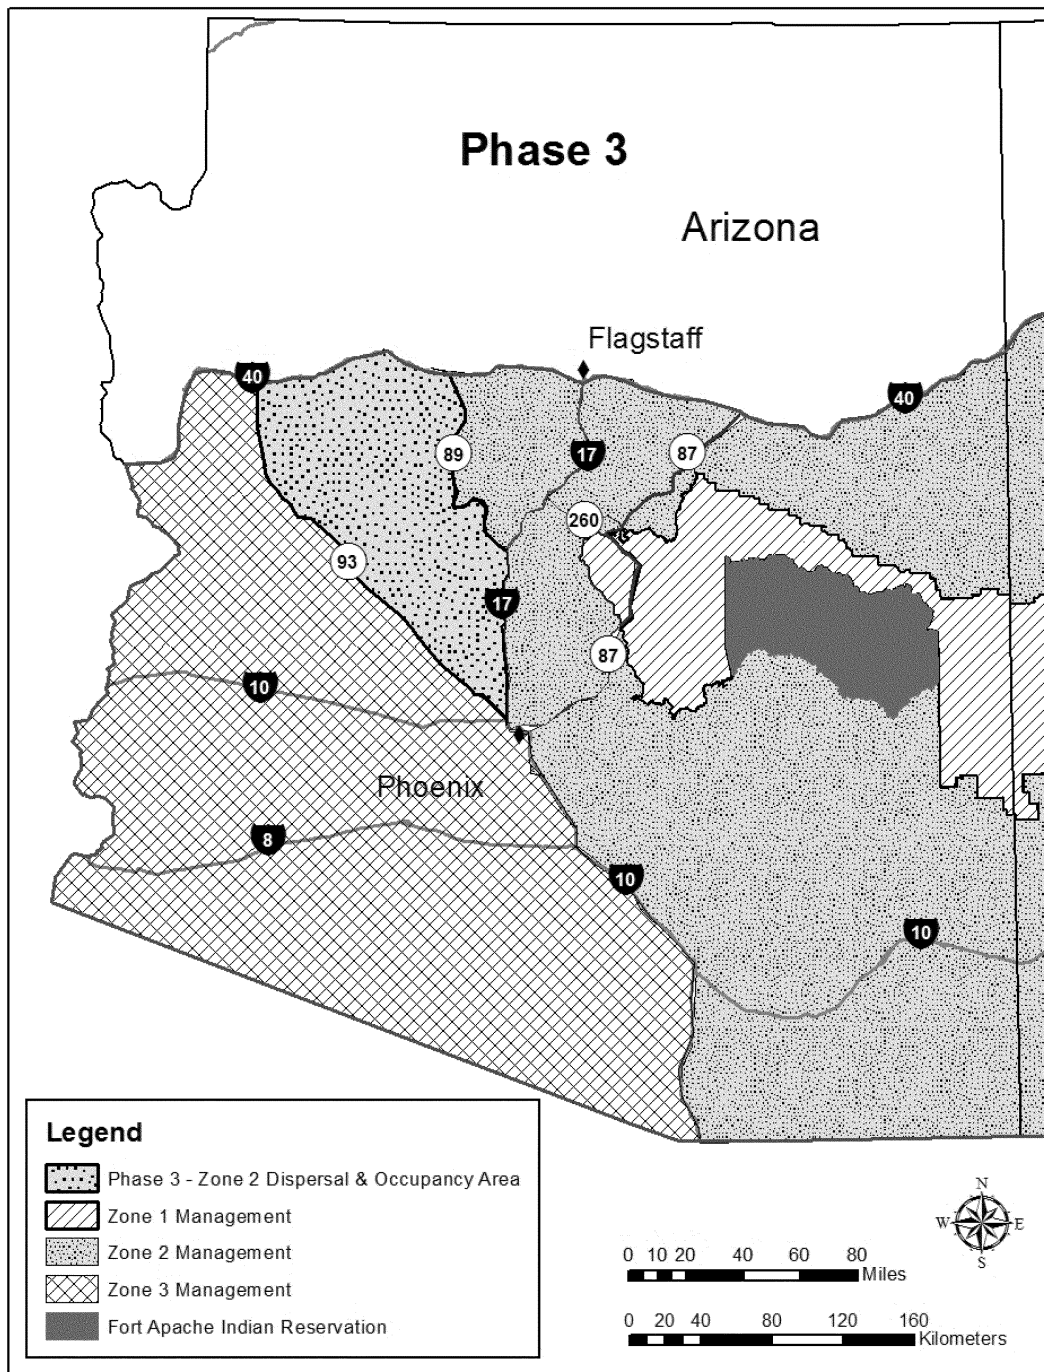 Phase 3
Arizona
Flagstaff
40
40
89
17
87
260
93
17
87
10
Phoenix
8
10
10
Legend
Phase 3 - Zone 2 Dispersal & Occupancy Area
Zone 1 Management
Zone 2 Management
Zone 3 Management
Fort Apache Indian Reservation
N
W E
S
0 10 20 40 60 80
Miles
0 20 40 80 120 160
Kilometers